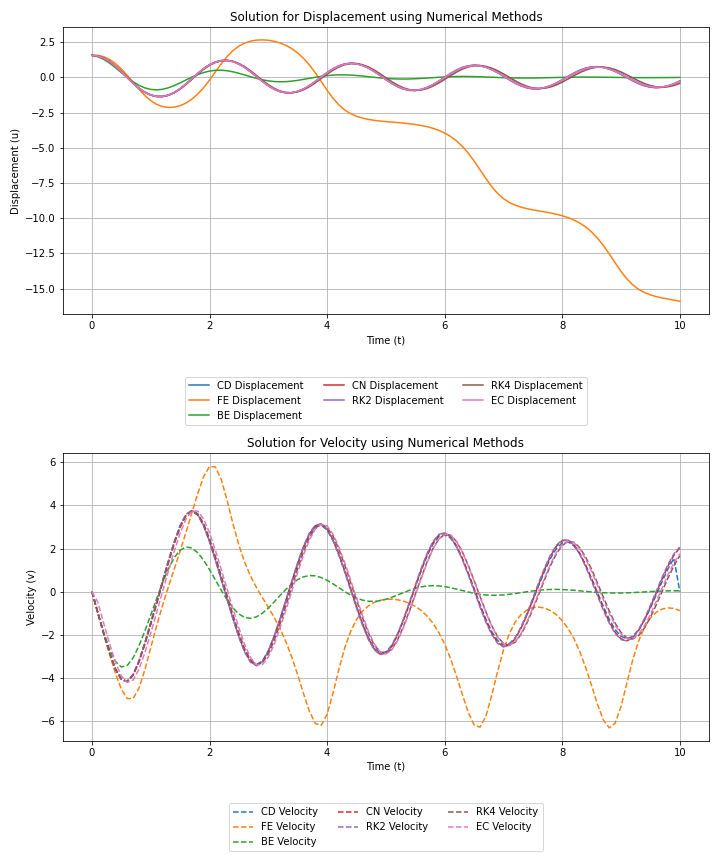 Solution for Displacement using Numerical Methods
2.5
0.0
−2.5
−5.0
−7.5
−10.0
−12.5
−15.0
Displacement (u)
0 2 4 6 8 10
Time (t)
CD Displacement CN Displacement RK4 Displacement
FE Displacement RK2 Displacement EC Displacement
BE Displacement
Solution for Velocity using Numerical Methods
6
4
2
0
−2
−4
−6
Velocity (v)
0 2 4 6 8 10
Time (t)
CD Velocity CN Velocity RK4 Velocity
FE Velocity RK2 Velocity EC Velocity
BE Velocity